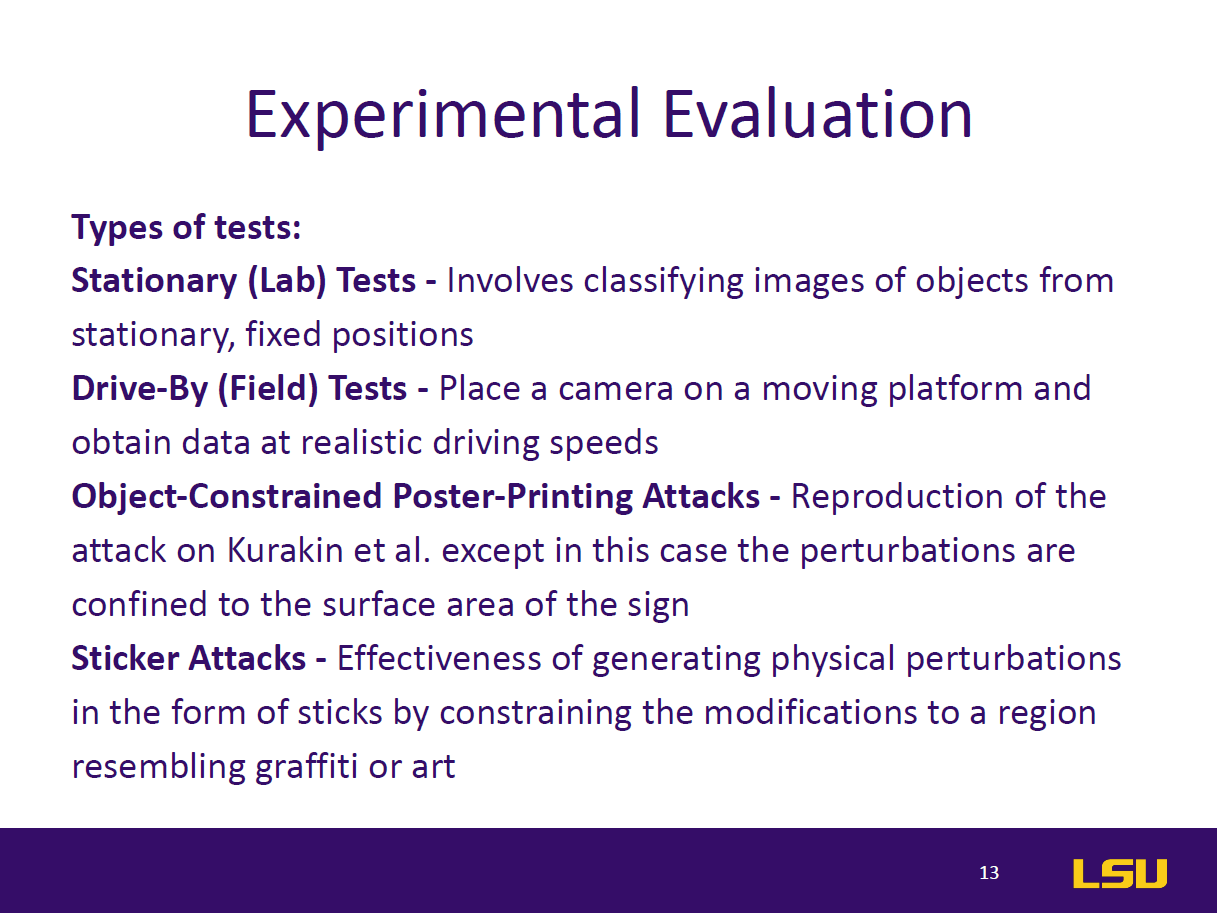 Experimental Evaluation
Types of tests:
Stationary (Lab) Tests - Involves classifying images of objects from
stationary, fixed positions
Drive-By (Field) Tests - Place a camera on a moving platform and
obtain data at realistic driving speeds
Object-Constrained Poster-Printing Attacks - Reproduction of the
attack on Kurakin et al. except in this case the perturbations are
confined to the surface area of the sign
Sticker Attacks - Effectiveness of generating physical perturbations
in the form of sticks by constraining the modifications to a region
resembling graffiti or art
13
LSU